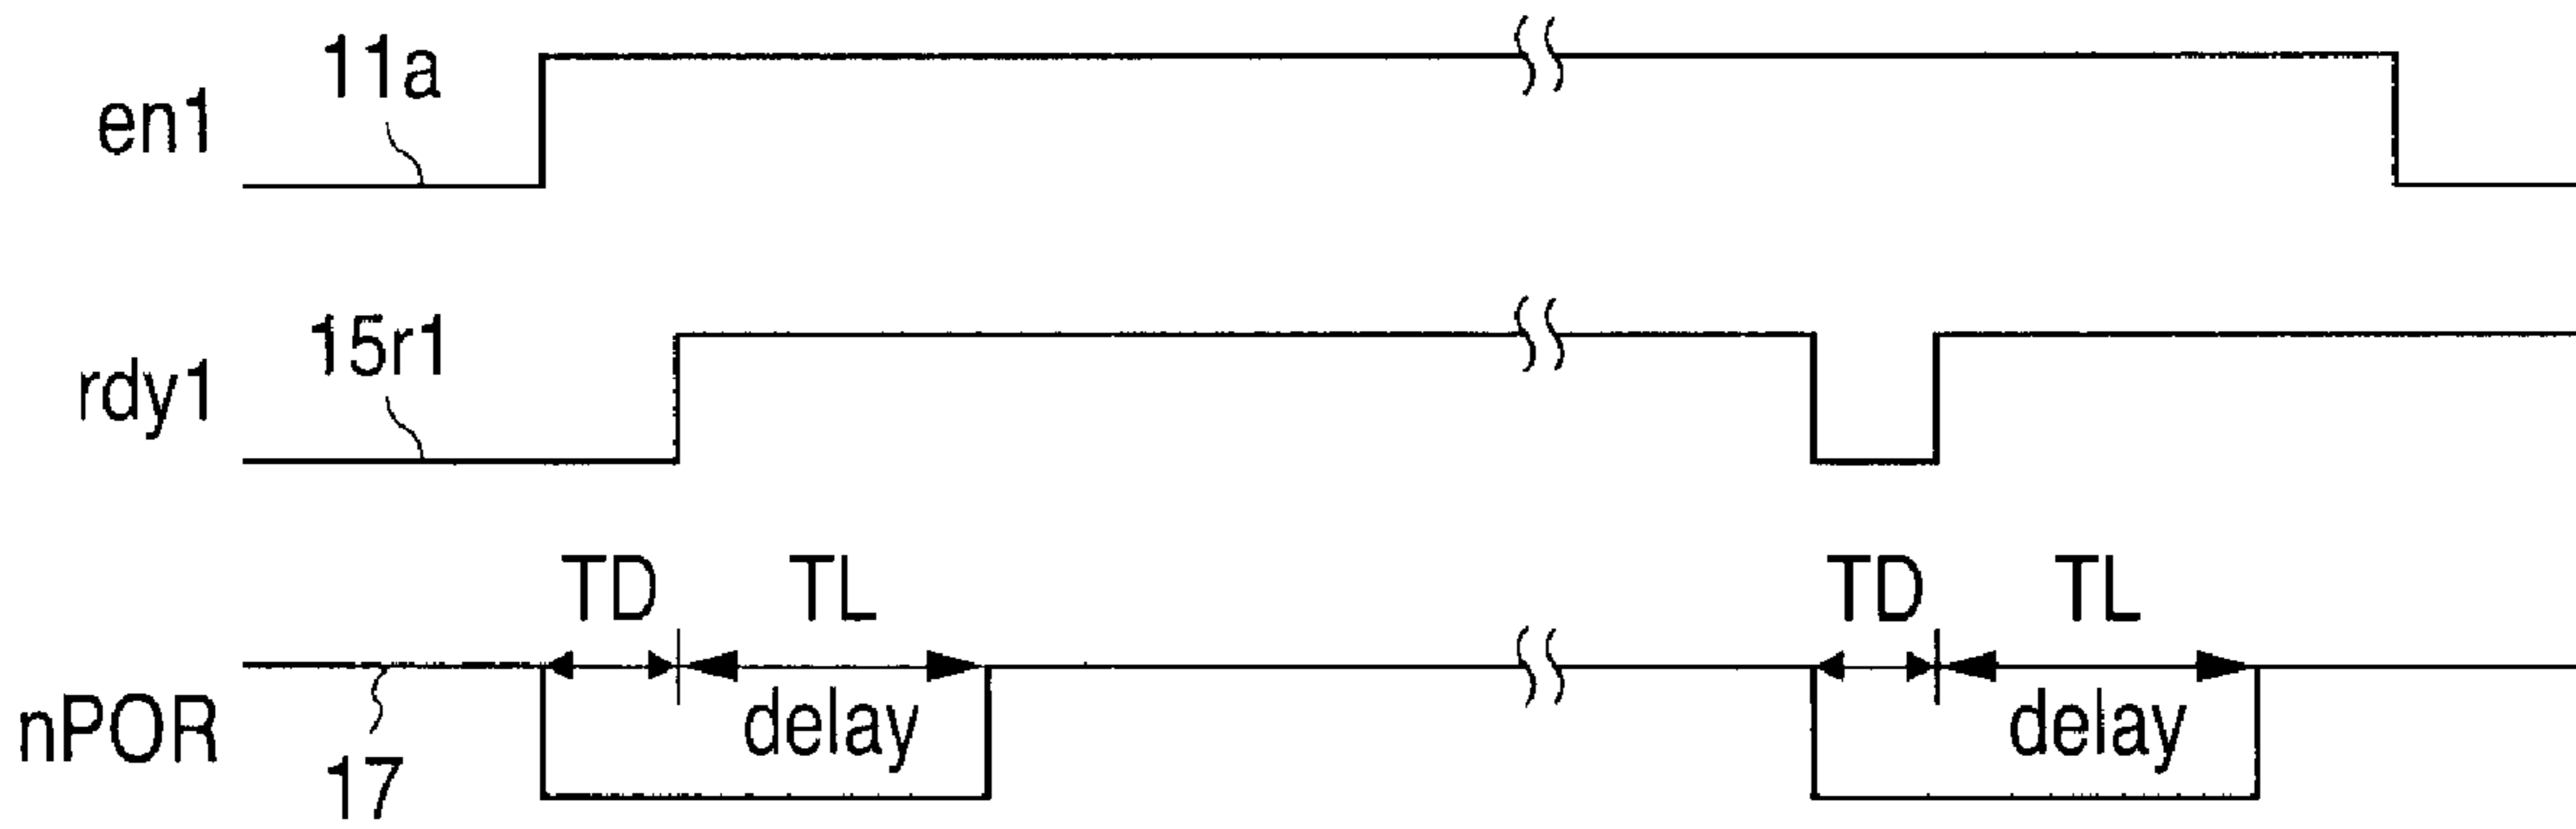 11a
en1
15r1
rdy1
TD TL TD TL
nPOR delay delay
17